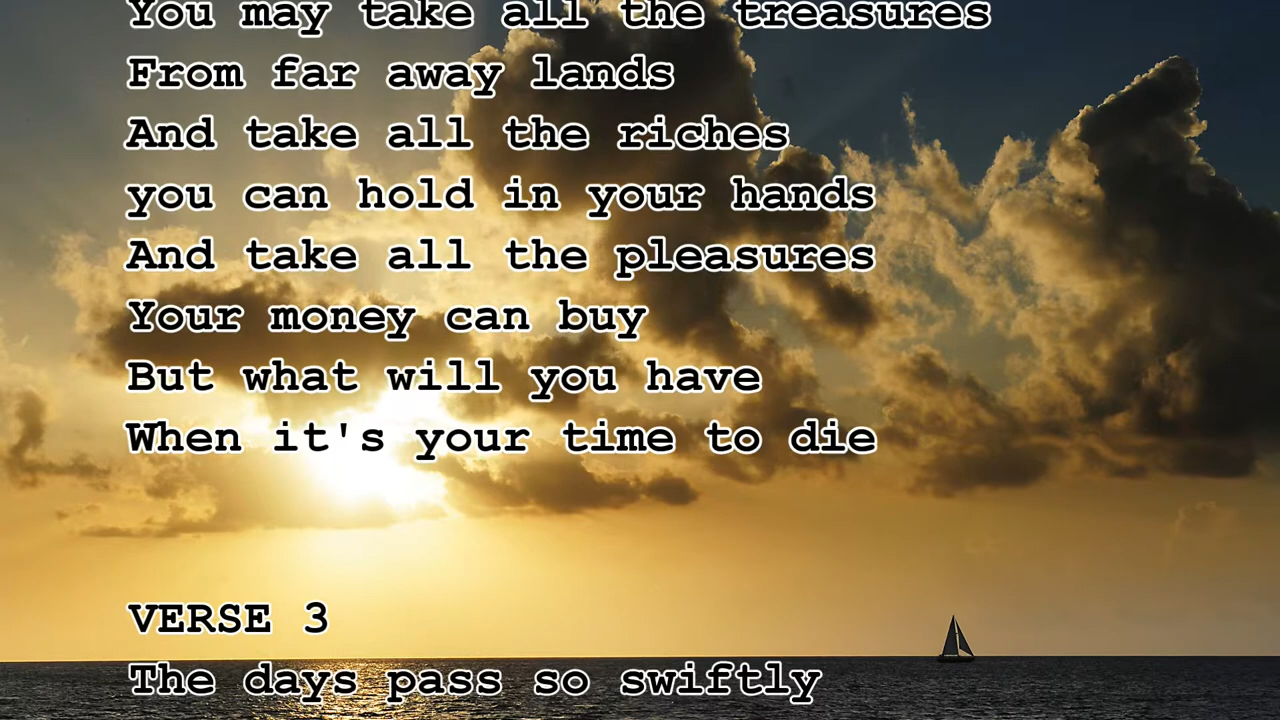 You may take all the treasures
From far away lands
And take all the riches
you can hold in your hands
And take all the pleasures
Your money can buy
But what will you have
When it's your time to die
VERSE 3
The days pass so swiftly